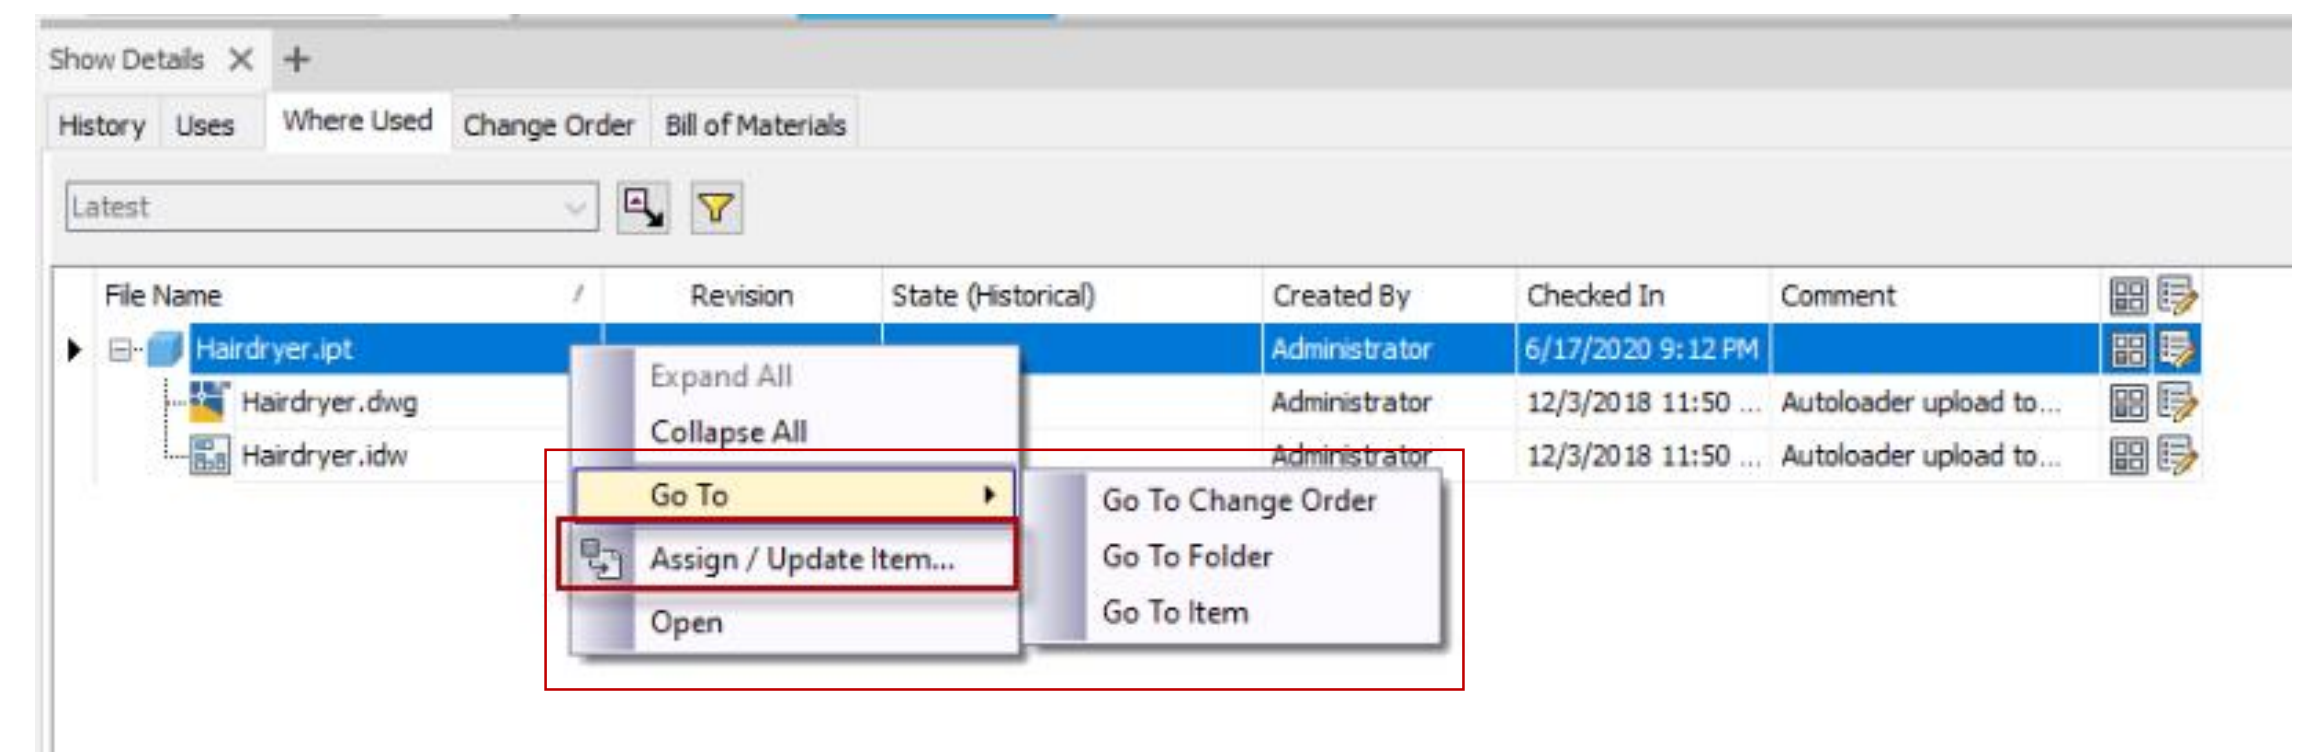 Show Details
History Uses Where Used Change Order Bill of Materials
Latest
File Name / Revision State (Historical) Created By Checked In Comment
Hairdryer.ipt Administrator 6/17/2020 9:12 PM
Expand All
Hairdryer.dwg Administrator 12/3/2018 11:50 ... Autoloader upload to...
Collapse All
Hairdryer.idw Administrator 12/3/2018 11:50 ... Autoloader upload to...
Go To Go To Change Order
Assign / Update Item... Go To Folder
Open Go To Item